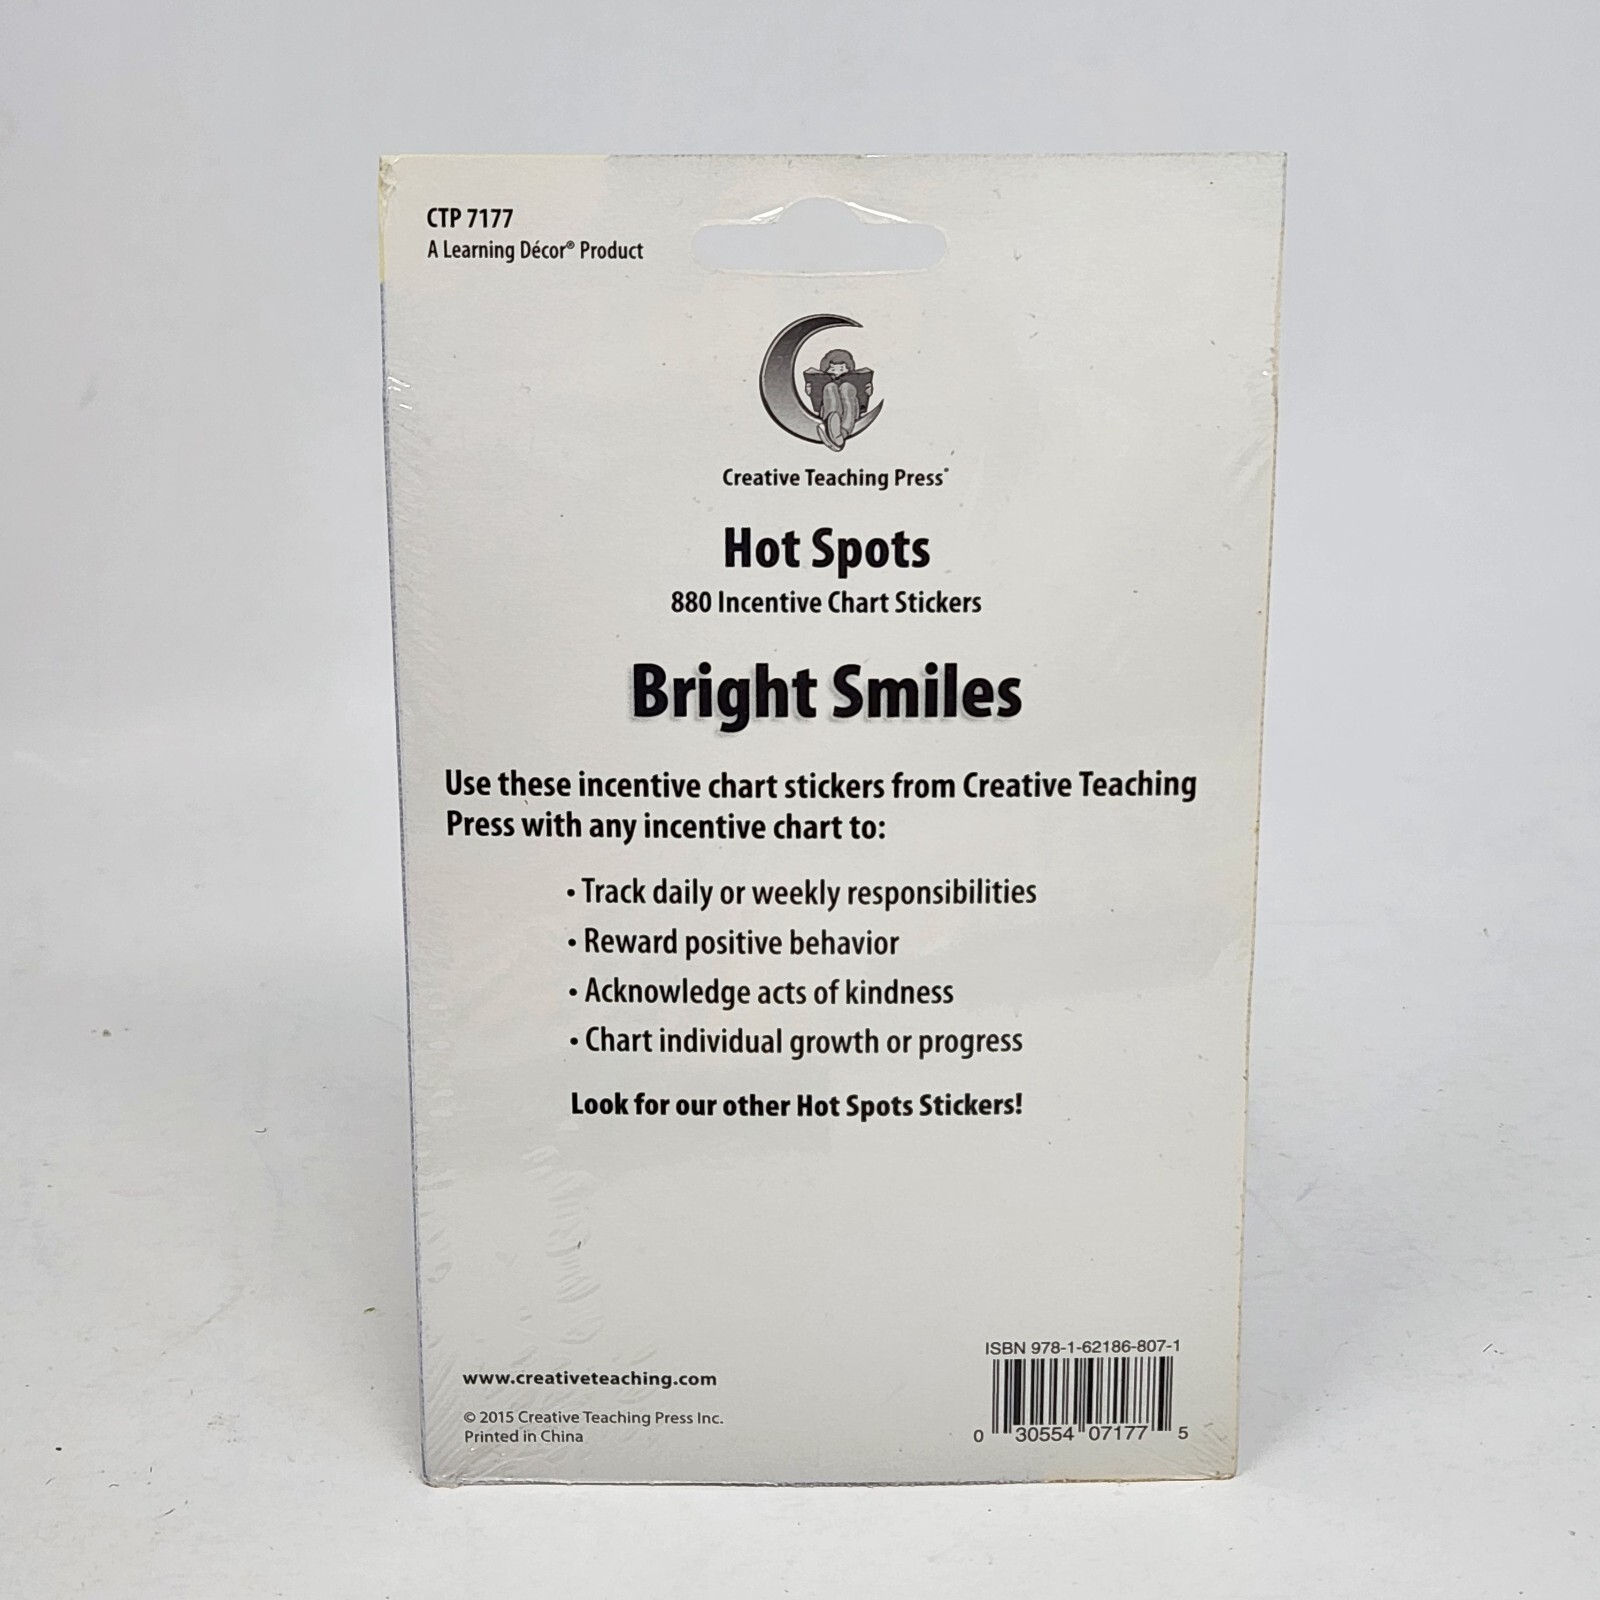 CTP 7177
A Learning Décor® Product
Creative Teaching Press®
Hot Spots
880 Incentive Chart Stickers
Bright Smiles
Use these incentive chart stickers from Creative Teaching
Press with any incentive chart to:
• Track daily or weekly responsibilities
• Reward positive behavior
• Acknowledge acts of kindness
• Chart individual growth or progress
Look for our other Hot Spots Stickers!
www.creativeteaching.com
© 2015 Creative Teaching Press Inc.
Printed in China
ISBN 978-1-62186-807-1
0 30554 07177 5